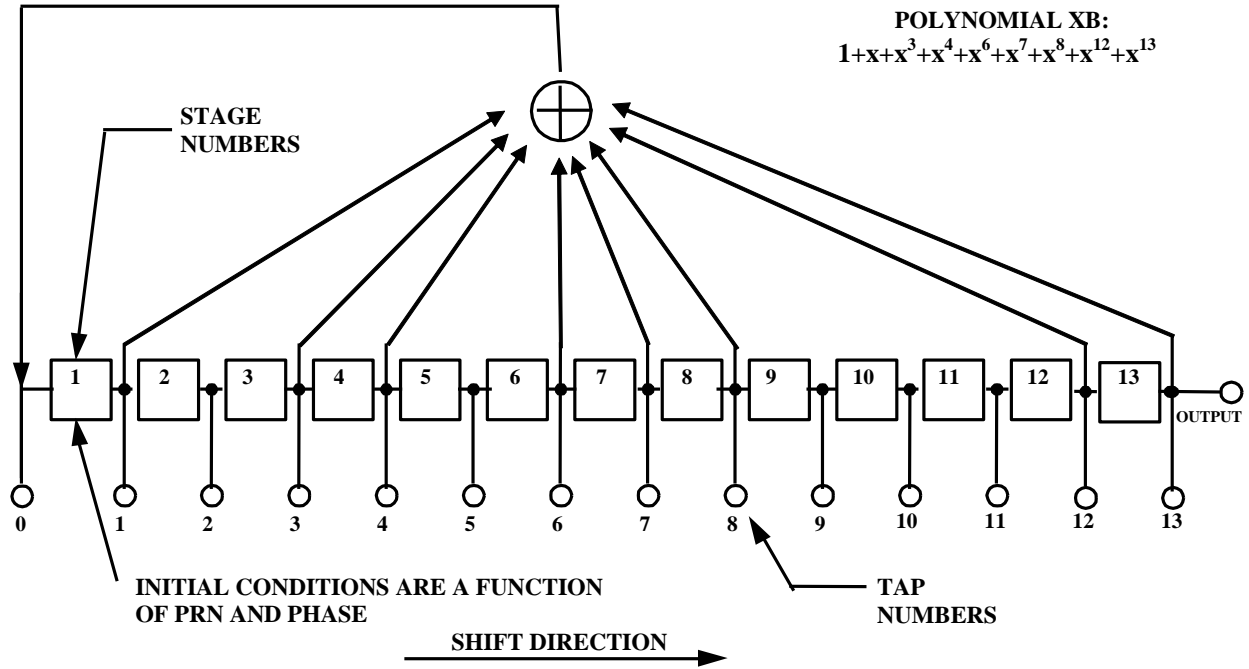 POLYNOMIAL XB:
1+x+x³+x⁴+x⁶+x⁷+x⁸+x¹²+x¹³
STAGE
NUMBERS
1 2 3 4 5 6 7 8 9 10 11 12 13
OUTPUT
0 1 2 3 4 5 6 7 8 9 10 11 12 13
INITIAL CONDITIONS ARE A FUNCTION
OF PRN AND PHASE
TAP
NUMBERS
SHIFT DIRECTION